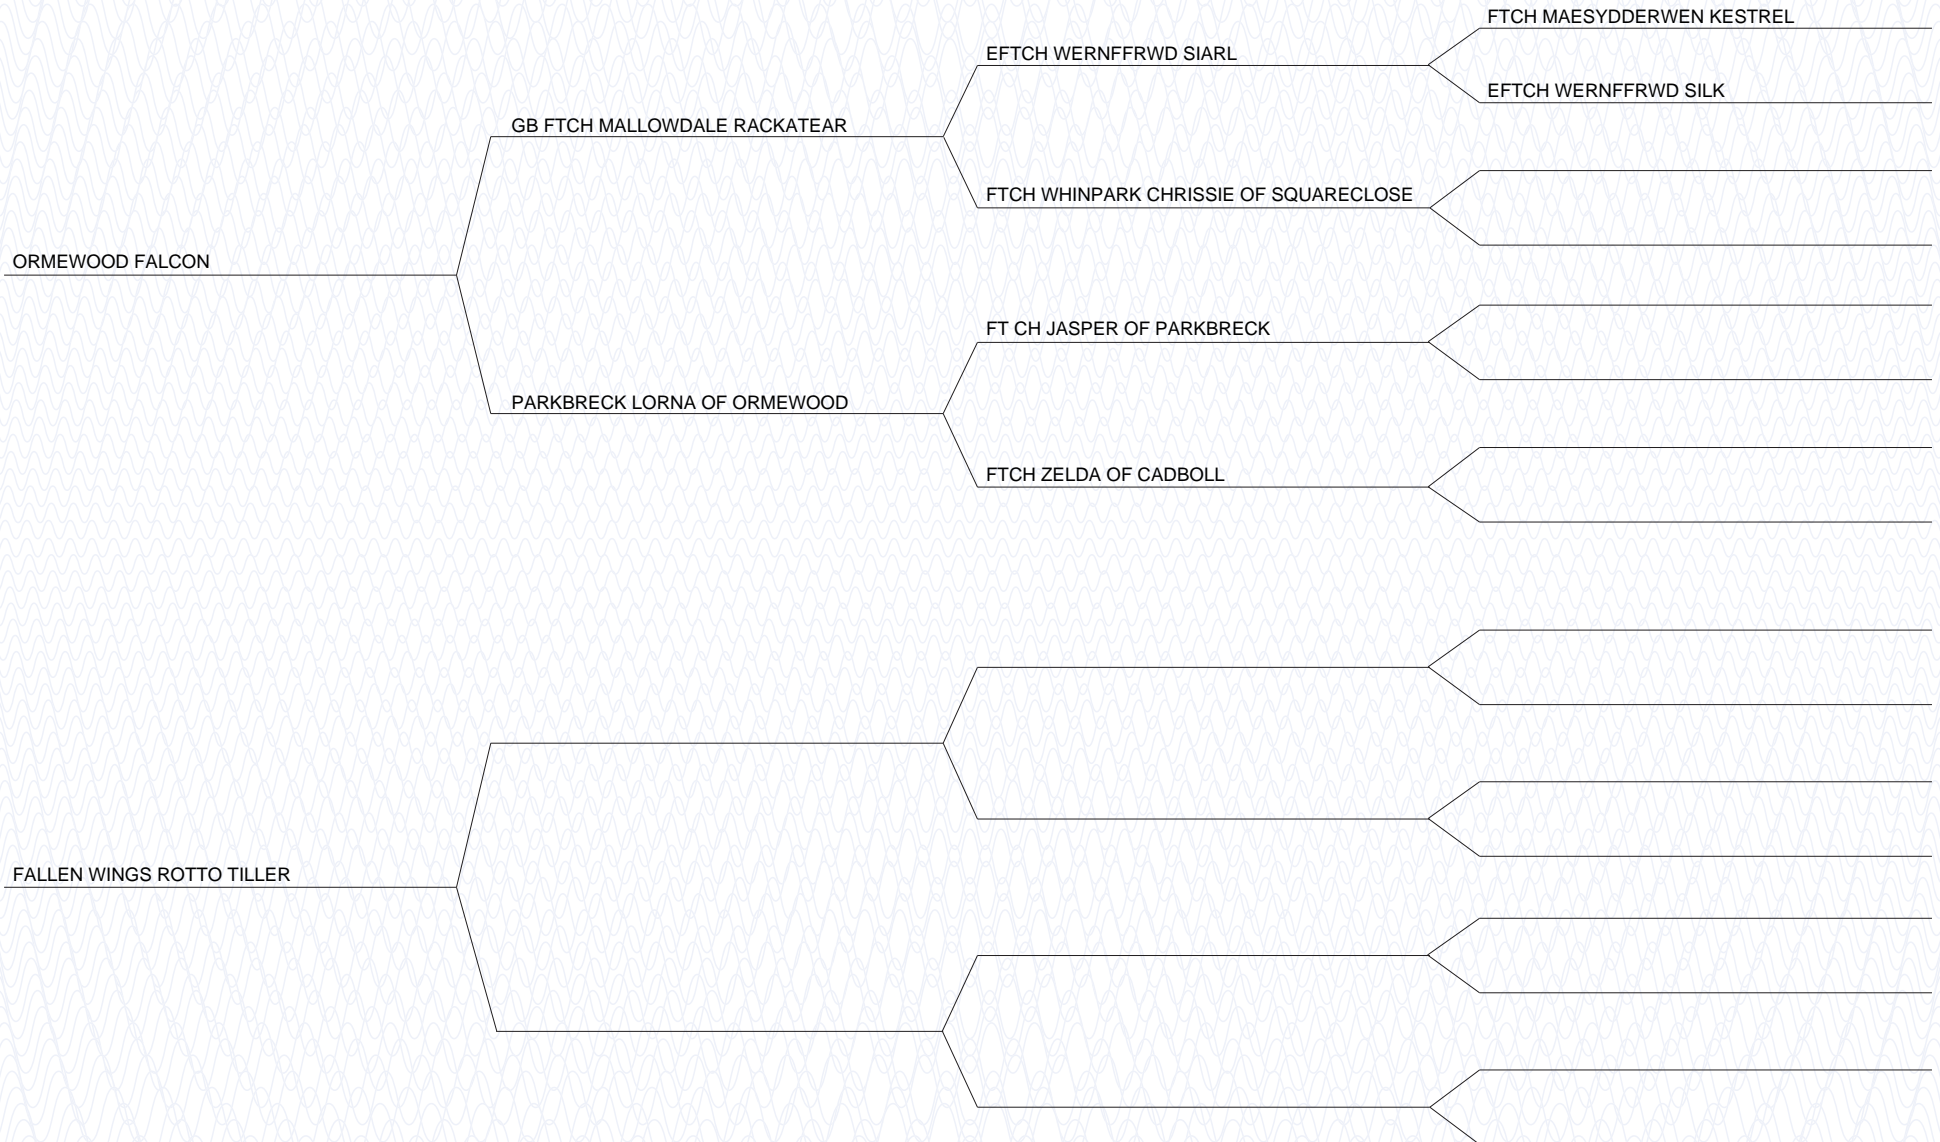 FTCH MAESYDDERWEN KESTREL
EFTCH WERNFFRWD SIARL
EFTCH WERNFFRWD SILK
GB FTCH MALLOWDALE RACKATEAR
FTCH WHINPARK CHRISSIE OF SQUARECLOSE
ORMEWOOD FALCON
FT CH JASPER OF PARKBRECK
PARKBRECK LORNA OF ORMEWOOD
FTCH ZELDA OF CADBOLL
FALLEN WINGS ROTTO TILLER